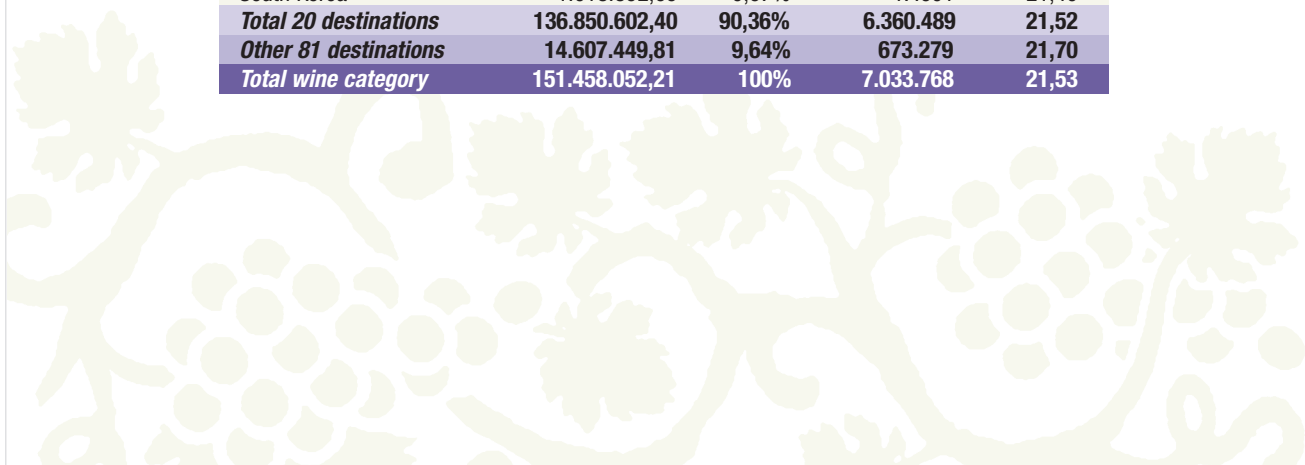 Total 20 destinations 136.850.602,40 90,36% 6.360.489 21,52
Other 81 destinations 14.607.449,81 9,64% 673.279 21,70
Total wine category 151.458.052,21 100% 7.033.768 21,53